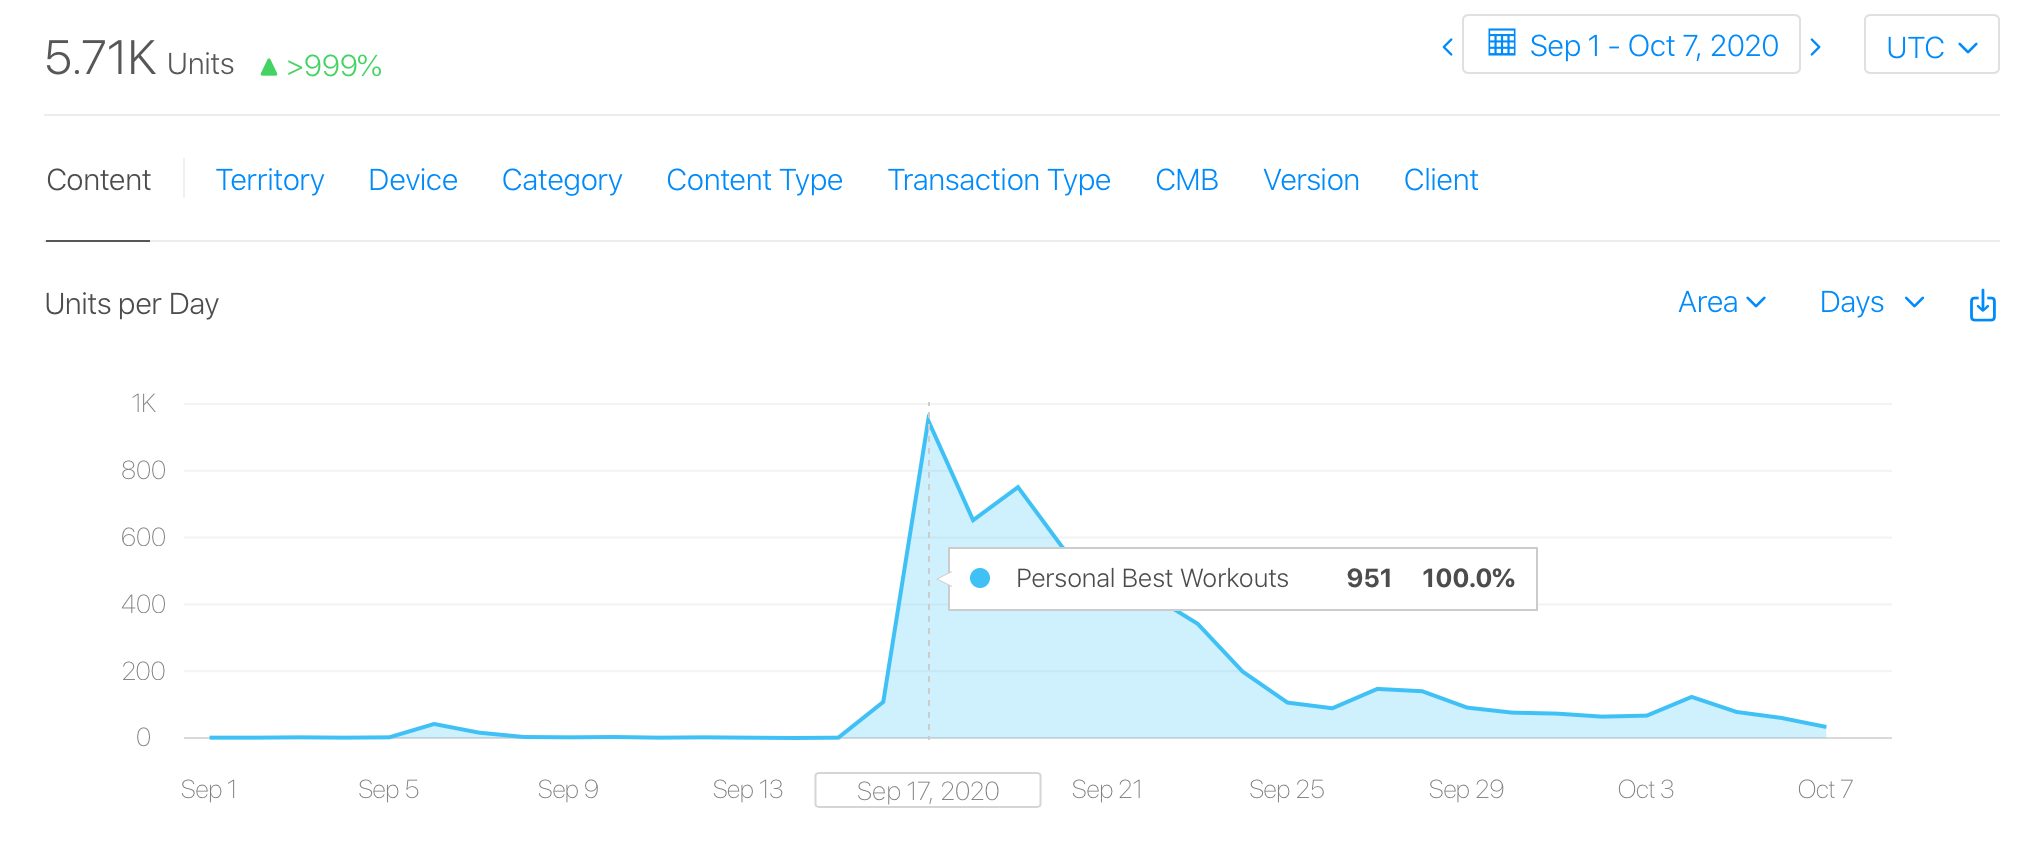 5.71K Units >999%
Sep 1 - Oct 7, 2020
UTC
Content Territory Device Category Content Type Transaction Type CMB Version Client
Units per Day
Area Days
1K
800
600
400
200
0
Personal Best Workouts 951 100.0%
Sep 1 Sep 5 Sep 9 Sep 13 Sep 17, 2020 Sep 21 Sep 25 Sep 29 Oct 3 Oct 7